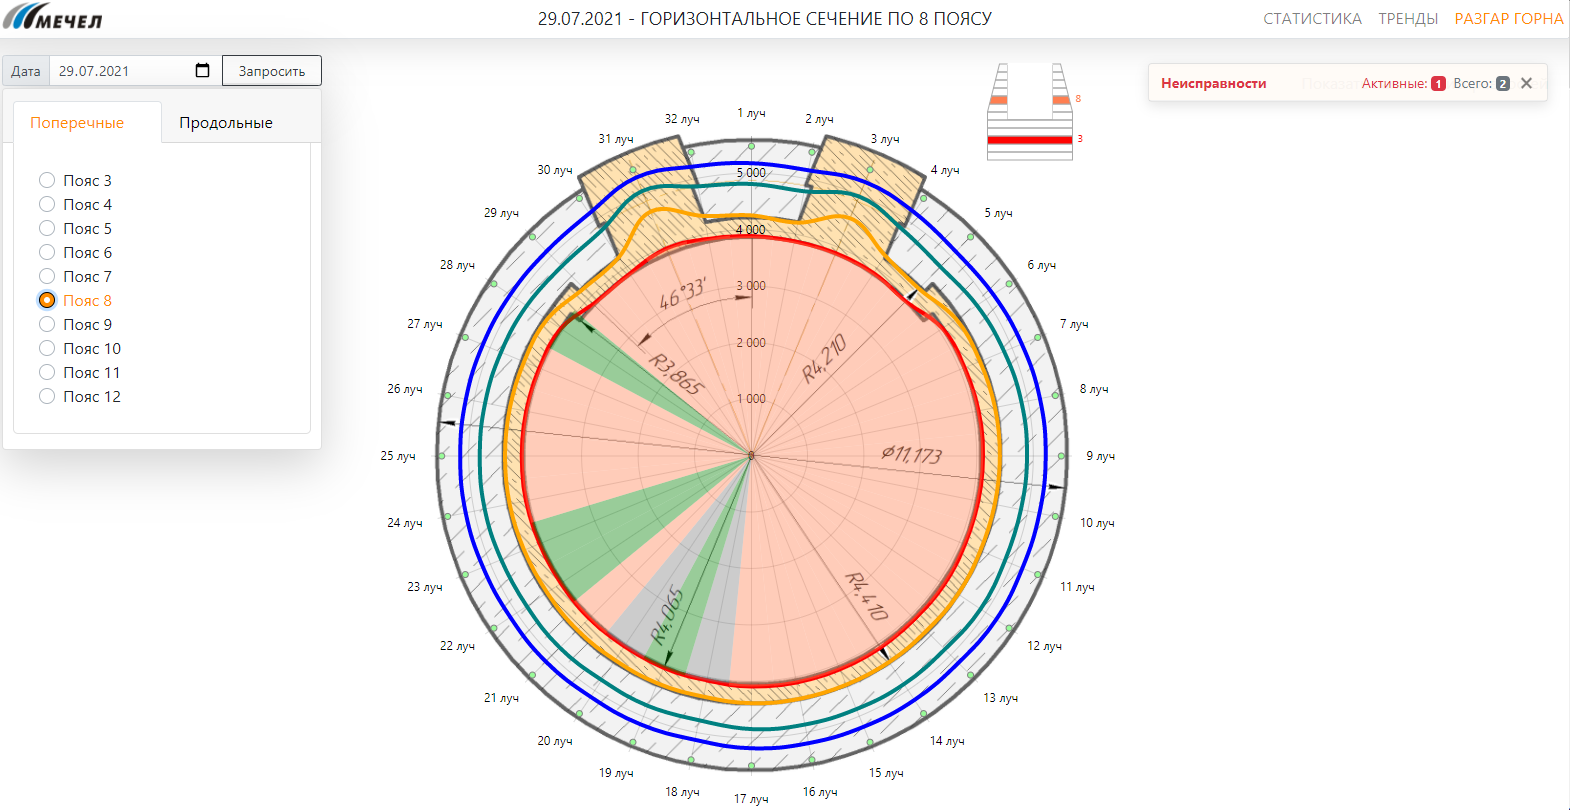 МЕЧЕЛ
29.07.2021 - ГОРИЗОНТАЛЬНОЕ СЕЧЕНИЕ ПО 8 ПОЯСУ
СТАТИСТИКА ТРЕНДЫ РАЗГАР ГОРНА
Дата 29.07.2021 Запросить
Неисправности Активные: 1 Всего: 2 ✕
Поперечные Продольные
Пояс 3
Пояс 4
Пояс 5
Пояс 6
Пояс 7
Пояс 8
Пояс 9
Пояс 10
Пояс 11
Пояс 12
8
3
1 луч
2 луч
3 луч
4 луч
5 луч
6 луч
7 луч
8 луч
9 луч
10 луч
11 луч
12 луч
13 луч
14 луч
15 луч
16 луч
17 луч
18 луч
19 луч
20 луч
21 луч
22 луч
23 луч
24 луч
25 луч
26 луч
27 луч
28 луч
29 луч
30 луч
31 луч
32 луч
5 000
4 000
3 000
2 000
1 000
0
46°33'
R3,865
R4,210
ϕ11,173
R4,410
R4,065